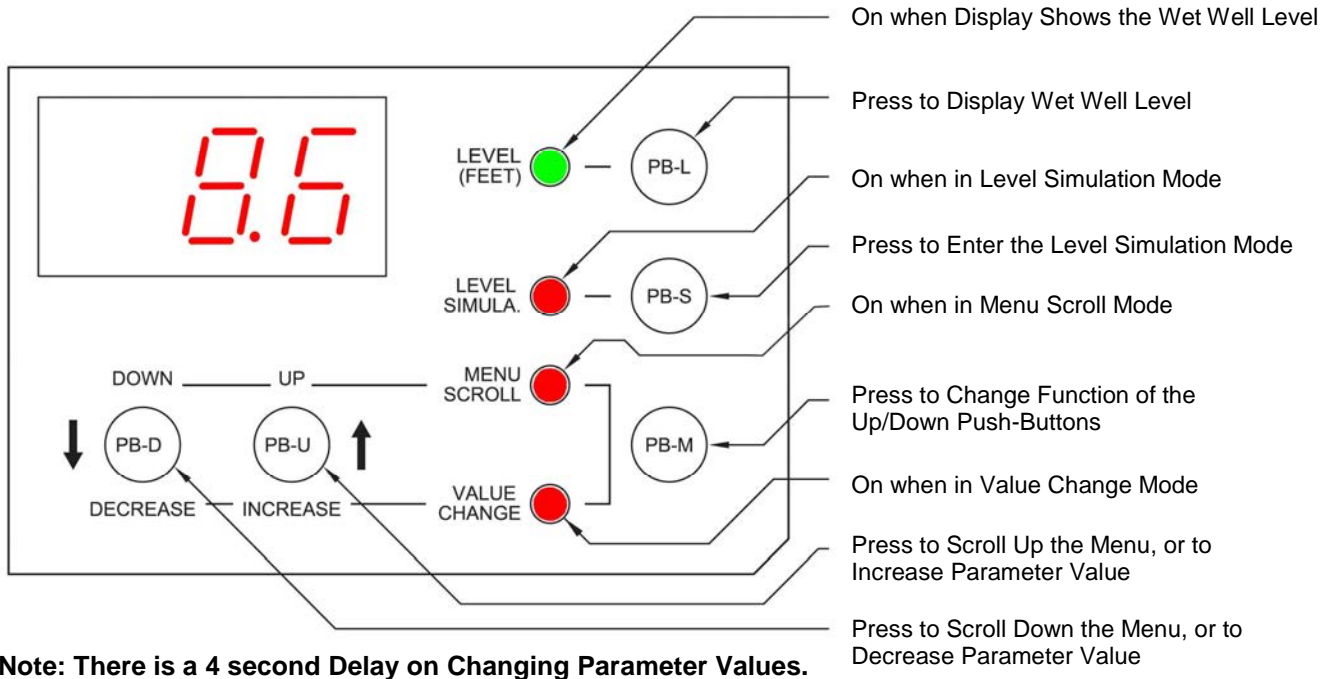 On when Display Shows the Wet Well Level
8.6
LEVEL
(FEET)
PB-L
Press to Display Wet Well Level
On when in Level Simulation Mode
LEVEL
SIMULA.
PB-S
Press to Enter the Level Simulation Mode
On when in Menu Scroll Mode
DOWN
UP
MENU
SCROLL
PB-D
PB-U
PB-M
Press to Change Function of the
Up/Down Push-Buttons
DECREASE
INCREASE
VALUE
CHANGE
On when in Value Change Mode
Press to Scroll Up the Menu, or to
Increase Parameter Value
Press to Scroll Down the Menu, or to
Decrease Parameter Value
Note: There is a 4 second Delay on Changing Parameter Values.